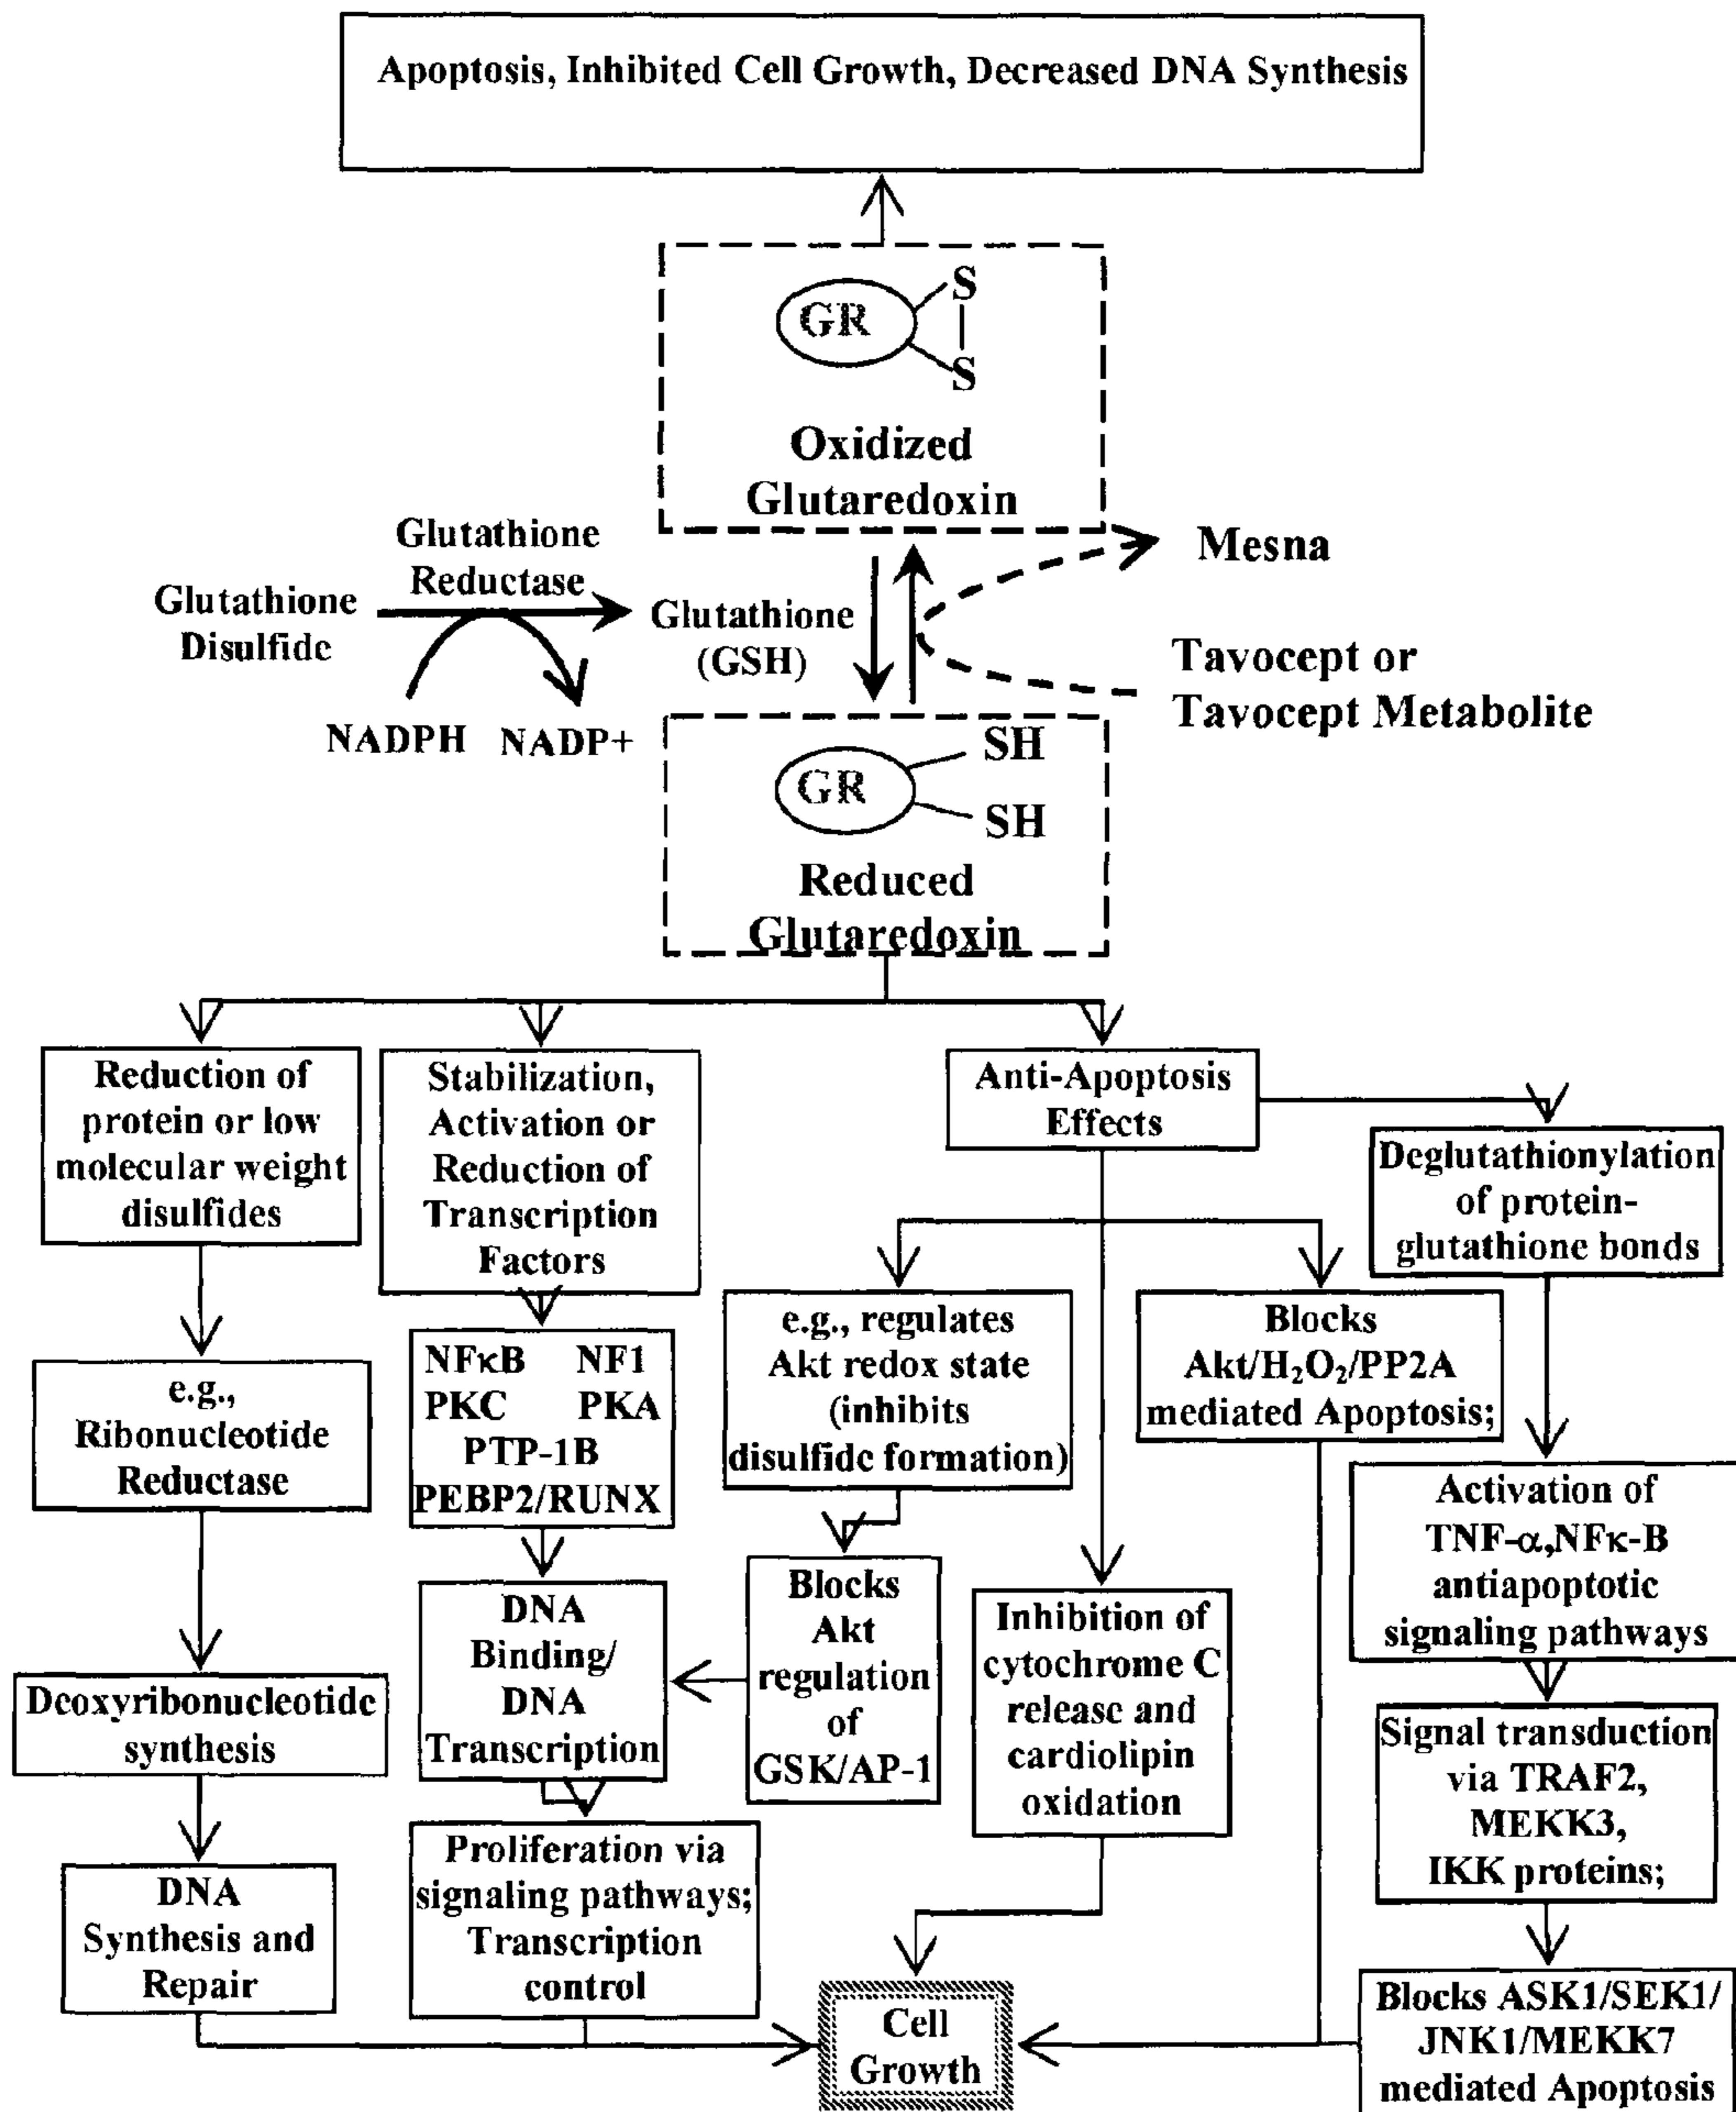 Apoptosis, Inhibited Cell Growth, Decreased DNA Synthesis
GR
S
S
Oxidized
Glutaredoxin
Glutathione
Reductase
Glutathione
Disulfide
NADPH NADP+
Glutathione
(GSH)
Mesna
Tavocept or
Tavocept Metabolite
GR
SH
SH
Reduced
Glutaredoxin
Reduction of
protein or low
molecular weight
disulfides
e.g.,
Ribonucleotide
Reductase
Deoxyribonucleotide
synthesis
DNA
Synthesis and
Repair
Stabilization,
Activation or
Reduction of
Transcription
Factors
NFκB NF1
PKC PKA
PTP-1B
PEBP2/RUNX
DNA
Binding/
DNA
Transcription
Proliferation via
signaling pathways;
Transcription
control
Anti-Apoptosis
Effects
e.g., regulates
Akt redox state
(inhibits
disulfide formation)
Blocks
Akt
regulation
of
GSK/AP-1
Inhibition of
cytochrome C
release and
cardiolipin
oxidation
Blocks
Akt/H₂O₂/PP2A
mediated Apoptosis;
Deglutathionylation
of protein-
glutathione bonds
Activation of
TNF-α,NFκ-B
antiapoptotic
signaling pathways
Signal transduction
via TRAF2,
MEKK3,
IKK proteins;
Blocks ASK1/SEK1/
JNK1/MEKK7
mediated Apoptosis
Cell
Growth